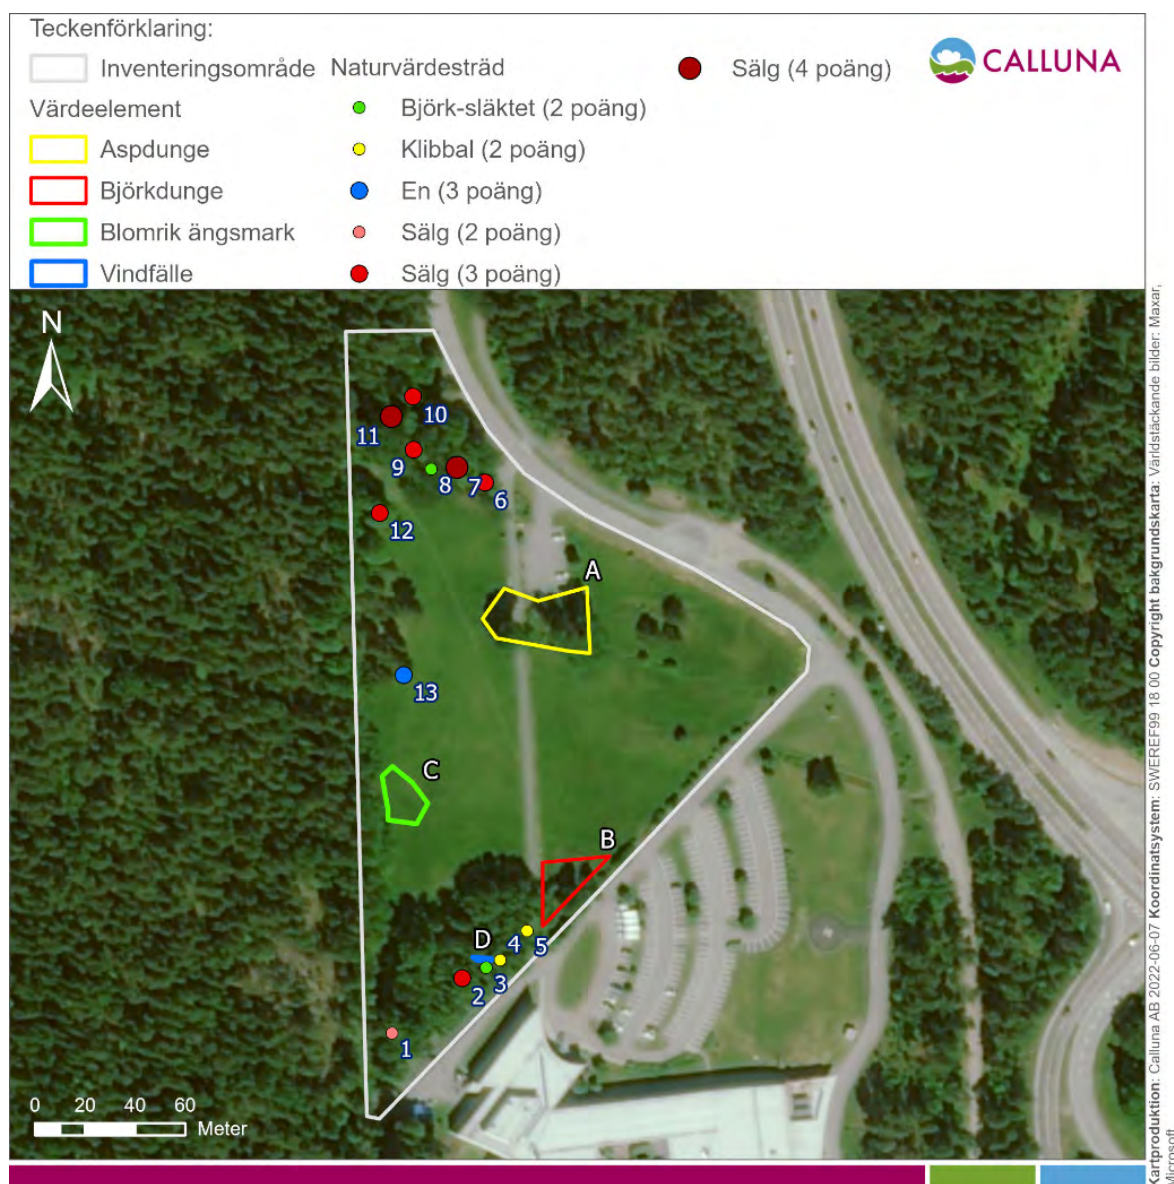 Teckenförklaring:
Inventeringsområde
Värdeelement
Aspdunge
Björkdunge
Blomrik ängsmark
Vindfälle
Naturvärdesträd
Björk-släktet (2 poäng)
Klibbal (2 poäng)
En (3 poäng)
Sälg (2 poäng)
Sälg (3 poäng)
Sälg (4 poäng)
CALLUNA
N
10
11
9
8
7
6
12
A
13
C
B
D
4
5
3
2
1
0 20 40 60
Meter
Kartproduktion: Calluna AB 2022-06-07 Koordinatsystem: SWEREF99 18 00 Copyright bakgrundskarta: Världstäckande bilder: Maxar,
Microsoft